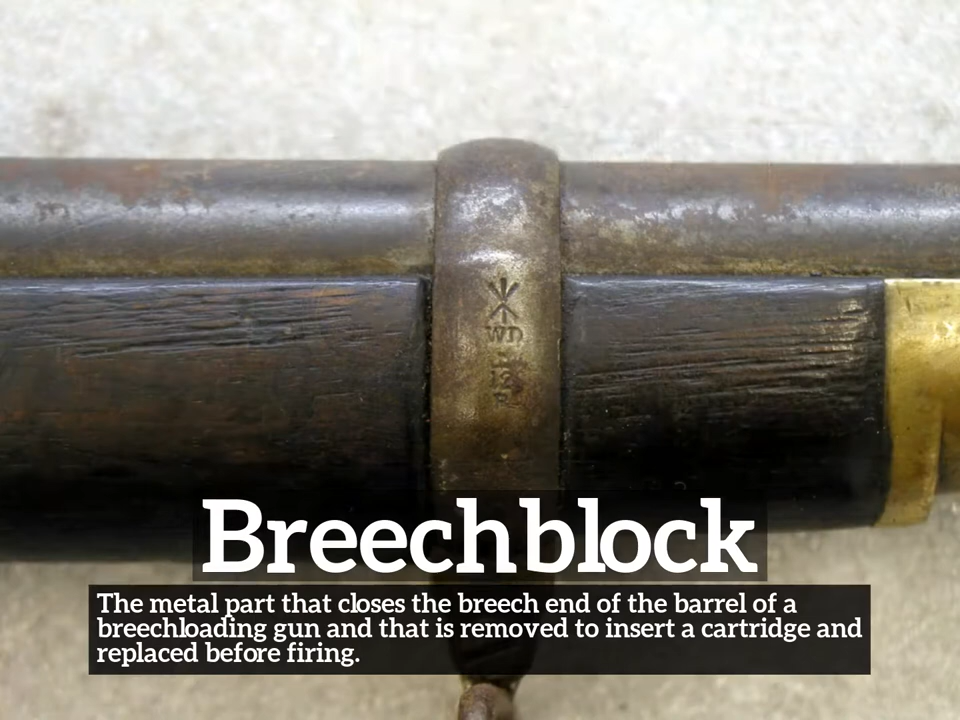 WD
Breechblock
The metal part that closes the breech end of the barrel of a
breechloading gun and that is removed to insert a cartridge and
replaced before firing.